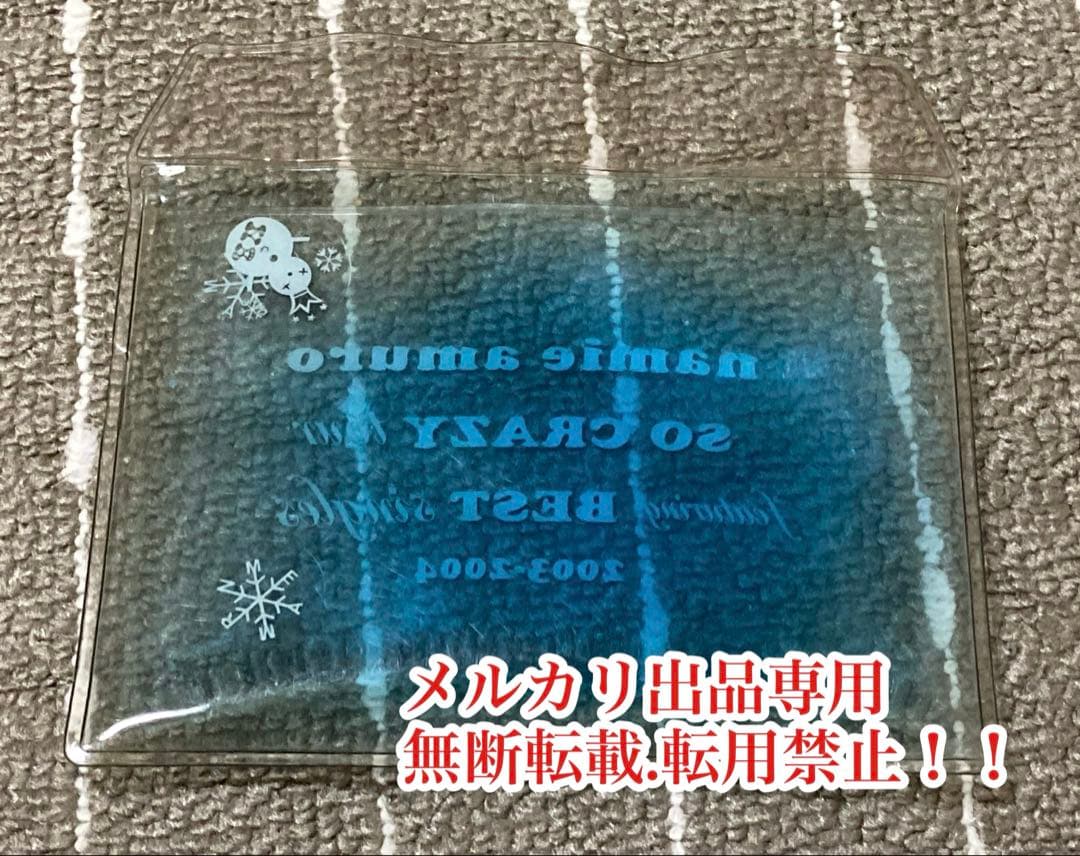 namie amuro
SO CRAZY tour
featuring BEST singles
2003-2004
メルカリ出品専用
無断転載.転用禁止！！